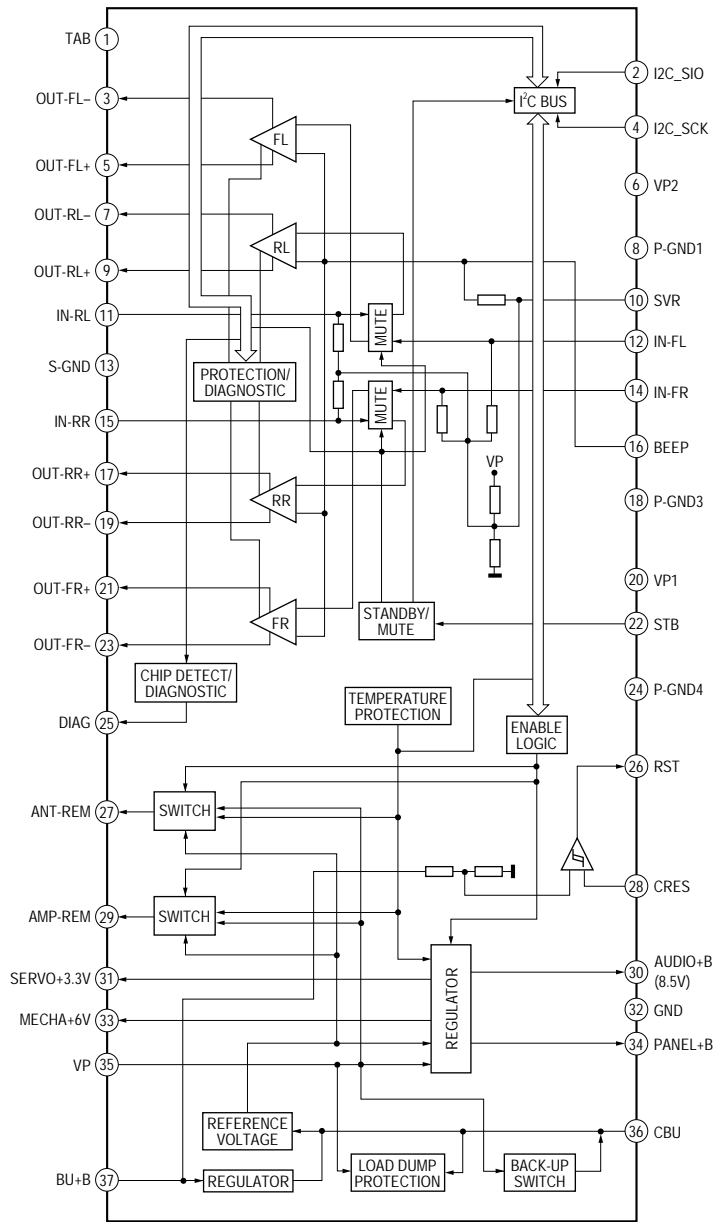 TAB 1
2 I2C_SIO
OUT-FL– 3
I²C BUS
4 I2C_SCK
FL
OUT-FL+ 5
6 VP2
OUT-RL– 7
RL
8 P-GND1
OUT-RL+ 9
10 SVR
IN-RL 11
MUTE
12 IN-FL
S-GND 13
PROTECTION/
DIAGNOSTIC
14 IN-FR
MUTE
IN-RR 15
16 BEEP
VP
OUT-RR+ 17
RR
18 P-GND3
OUT-RR– 19
20 VP1
OUT-FR+ 21
FR
STANDBY/
MUTE
22 STB
OUT-FR– 23
CHIP DETECT/
DIAGNOSTIC
24 P-GND4
TEMPERATURE
PROTECTION
DIAG 25
ENABLE
LOGIC
26 RST
ANT-REM 27
SWITCH
28 CRES
AMP-REM 29
SWITCH
REGULATOR
30 AUDIO+B
(8.5V)
SERVO+3.3V 31
32 GND
MECHA+6V 33
34 PANEL+B
VP 35
REFERENCE
VOLTAGE
36 CBU
BU+B 37
REGULATOR
LOAD DUMP
PROTECTION
BACK-UP
SWITCH